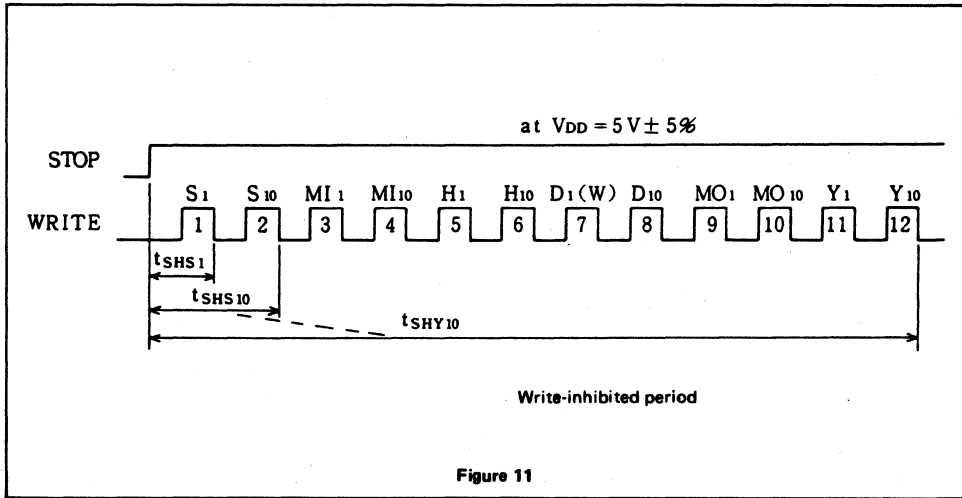 at VDD = 5V ± 5%
STOP
S1 S10 MI1 MI10 H1 H10 D1(W) D10 MO1 MO10 Y1 Y10
WRITE 1 2 3 4 5 6 7 8 9 10 11 12
tSHS1
tSHS10
tSHY10
Write-inhibited period
Figure 11